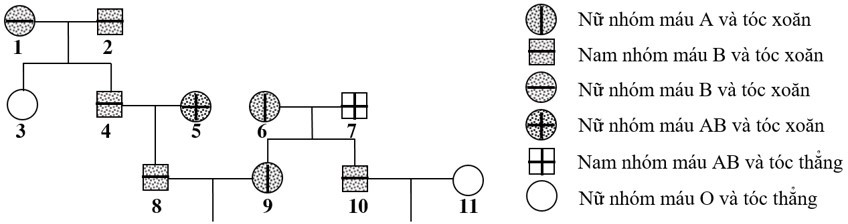 1 2
3 4 5 6 7
8 9 10 11
Nữ nhóm máu A và tóc xoăn
Nam nhóm máu B và tóc xoăn
Nữ nhóm máu B và tóc xoăn
Nữ nhóm máu AB và tóc xoăn
Nam nhóm máu AB và tóc thẳng
Nữ nhóm máu O và tóc thẳng